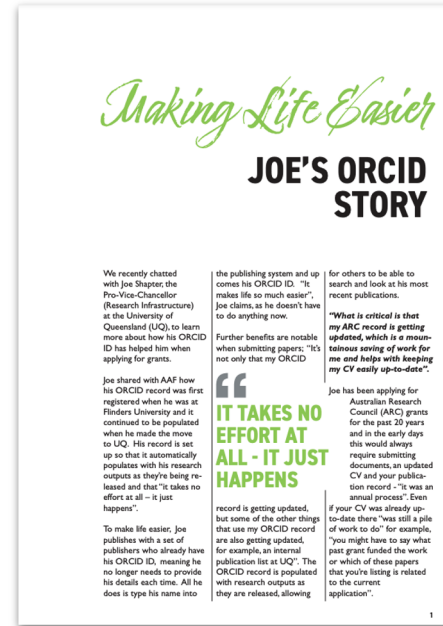 Making Life Easier
JOE'S ORCID
STORY
We recently chatted
with Joe Shapter, the
Pro-Vice-Chancellor
(Research Infrastructure)
at the University of
Queensland (UQ), to learn
more about how his ORCID
ID has helped him when
applying for grants.
Joe shared with AAF how
his ORCID record was first
registered when he was at
Flinders University and it
continued to be populated
when he made the move
to UQ.  His record is set
up so that it automatically
populates with his research
outputs as they're being re-
leased and that "it takes no
effort at all – it just
happens".
To make life easier,  Joe
publishes with a set of
publishers who already have
his ORCID ID,  meaning he
no longer needs to provide
his details each time. All he
does is type his name into
the publishing system and up
comes his ORCID ID.  "It
makes life so much easier",
Joe claims, as he doesn't have
to do anything now.
Further benefits are notable
when submitting papers; "It's
not only that my ORCID
“
IT TAKES NO
EFFORT AT
ALL - IT JUST
HAPPENS
record is getting updated,
but some of the other things
that use my ORCID record
are also getting updated,
for example, an internal
publication list at UQ". The
ORCID record is populated
with research outputs as
they are released, allowing
for others to be able to
search and look at his most
recent publications.
"What is critical is that
my ARC record is getting
updated, which is a moun-
tainous saving of work for
me and helps with keeping
my CV easily up-to-date".
Joe has been applying for
Australian Research
Council (ARC) grants
for the past 20 years
and in the early days
this would always
require submitting
documents, an updated
CV and your publica-
tion record - "it was an
annual process". Even
if your CV was already up-
to-date there "was still a pile
of work to do" for example,
"you might have to say what
past grant funded the work
or which of these papers
that you're listing is related
to the current
application".
1